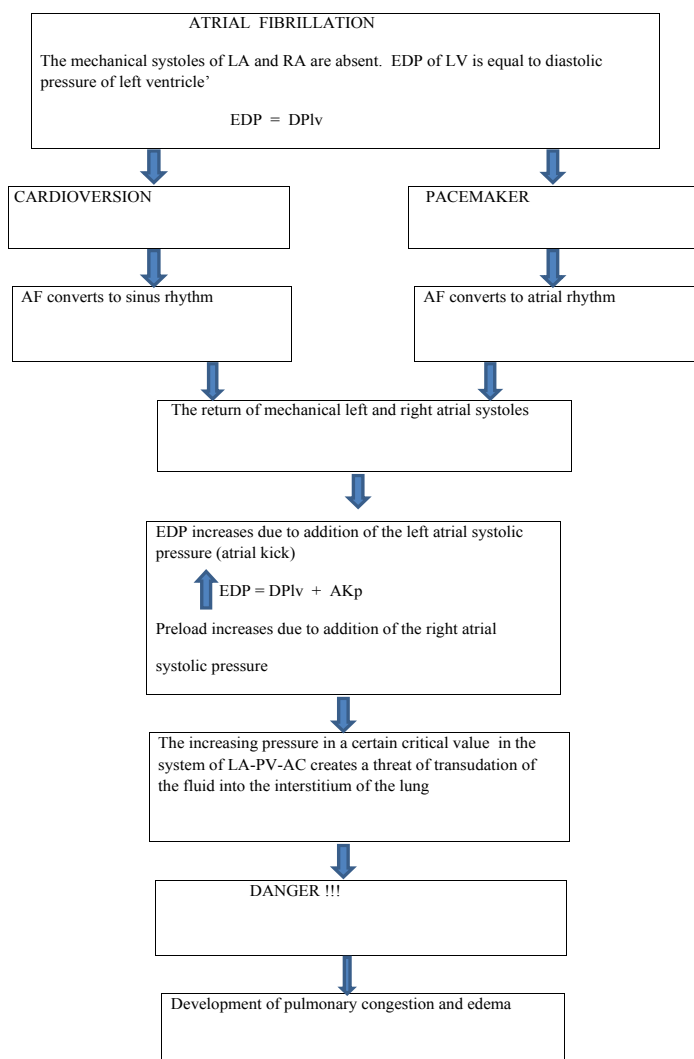 ATRIAL FIBRILLATION
The mechanical systoles of LA and RA are absent. EDP of LV is equal to diastolic
pressure of left ventricle’
EDP = DPlv
CARDIOVERSION
PACEMAKER
AF converts to sinus rhythm
AF converts to atrial rhythm
The return of mechanical left and right atrial systoles
EDP increases due to addition of the left atrial systolic
pressure (atrial kick)
EDP = DPlv + AKp
Preload increases due to addition of the right atrial
systolic pressure
The increasing pressure in a certain critical value in the
system of LA-PV-AC creates a threat of transudation of
the fluid into the interstitium of the lung
DANGER !!!
Development of pulmonary congestion and edema